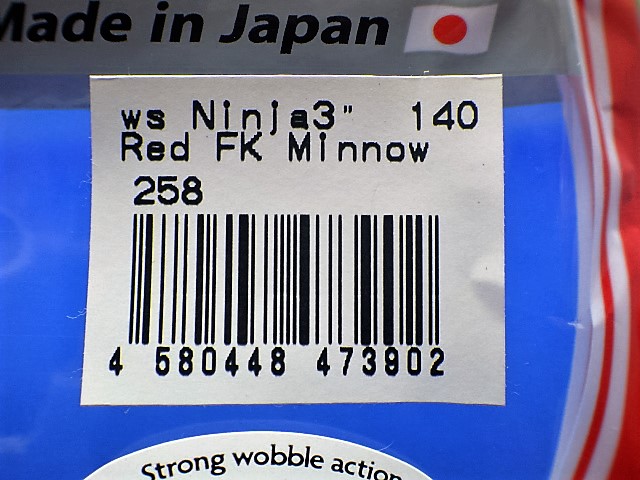 Made in Japan
ws Ninja3" 140
Red FK Minnow
258
4 580448 473902
Strong wobble action